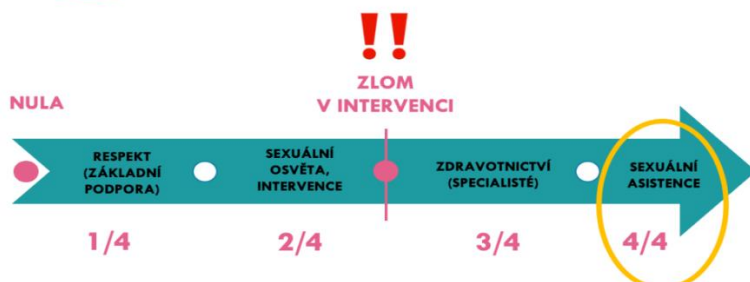 !!
NULA
ZLOM
V INTERVENCI
RESPEKT
(ZÁKLADNÍ
PODPORA)
SEXUÁLNÍ
OSVĚTA,
INTERVENCE
ZDRAVOTNICTVÍ
(SPECIALISTÉ)
SEXUÁLNÍ
ASISTENCE
1/4
2/4
3/4
4/4